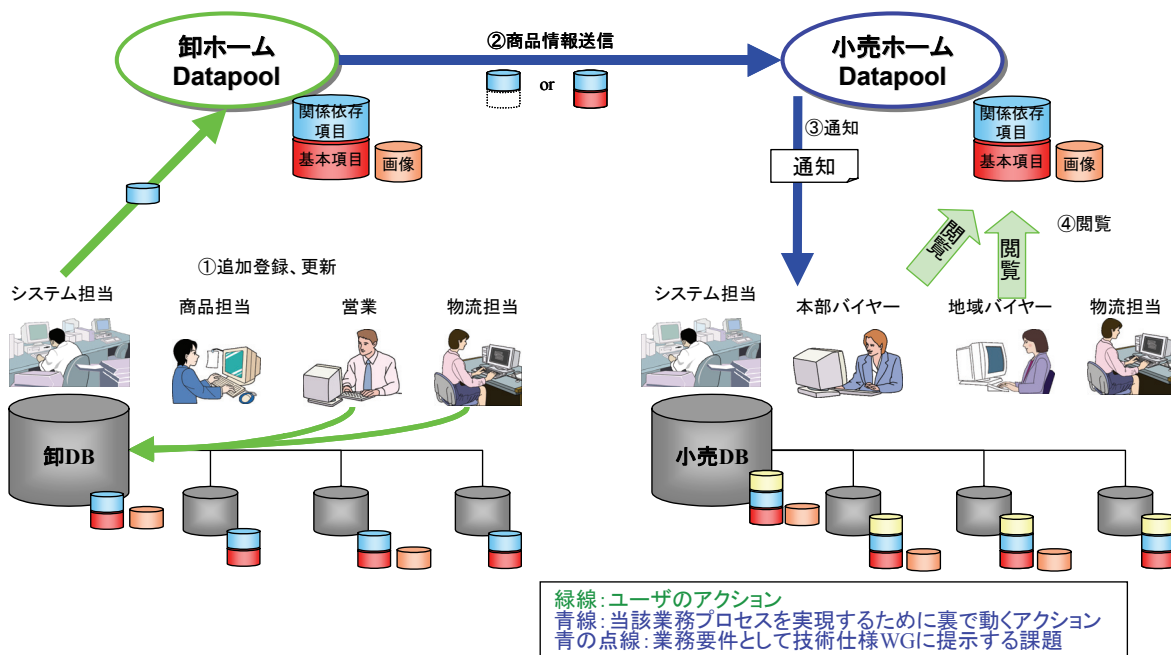 卸ホーム
Datapool
②商品情報送信
or
小売ホーム
Datapool
関係依存
項目
基本項目
画像
③通知
通知
関係依存
項目
基本項目
画像
閲覧
閲覧
④閲覧
①追加登録、更新
システム担当
商品担当
営業
物流担当
システム担当
本部バイヤー
地域バイヤー
物流担当
卸DB
小売DB
緑線:ユーザのアクション
青線:当該業務プロセスを実現するために裏で動くアクション
青の点線:業務要件として技術仕様WGに提示する課題